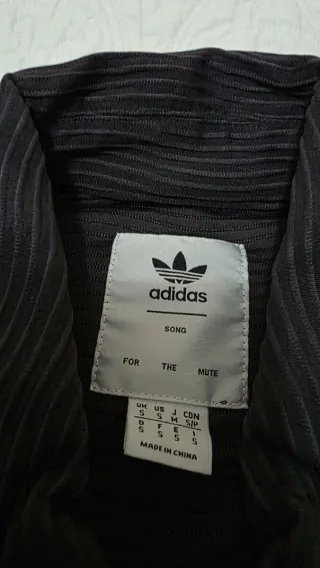 adidas
SONG
FOR THE MUTE
UK US J CDN
S S M S/P
D F E I
S S S S
MADE IN CHINA